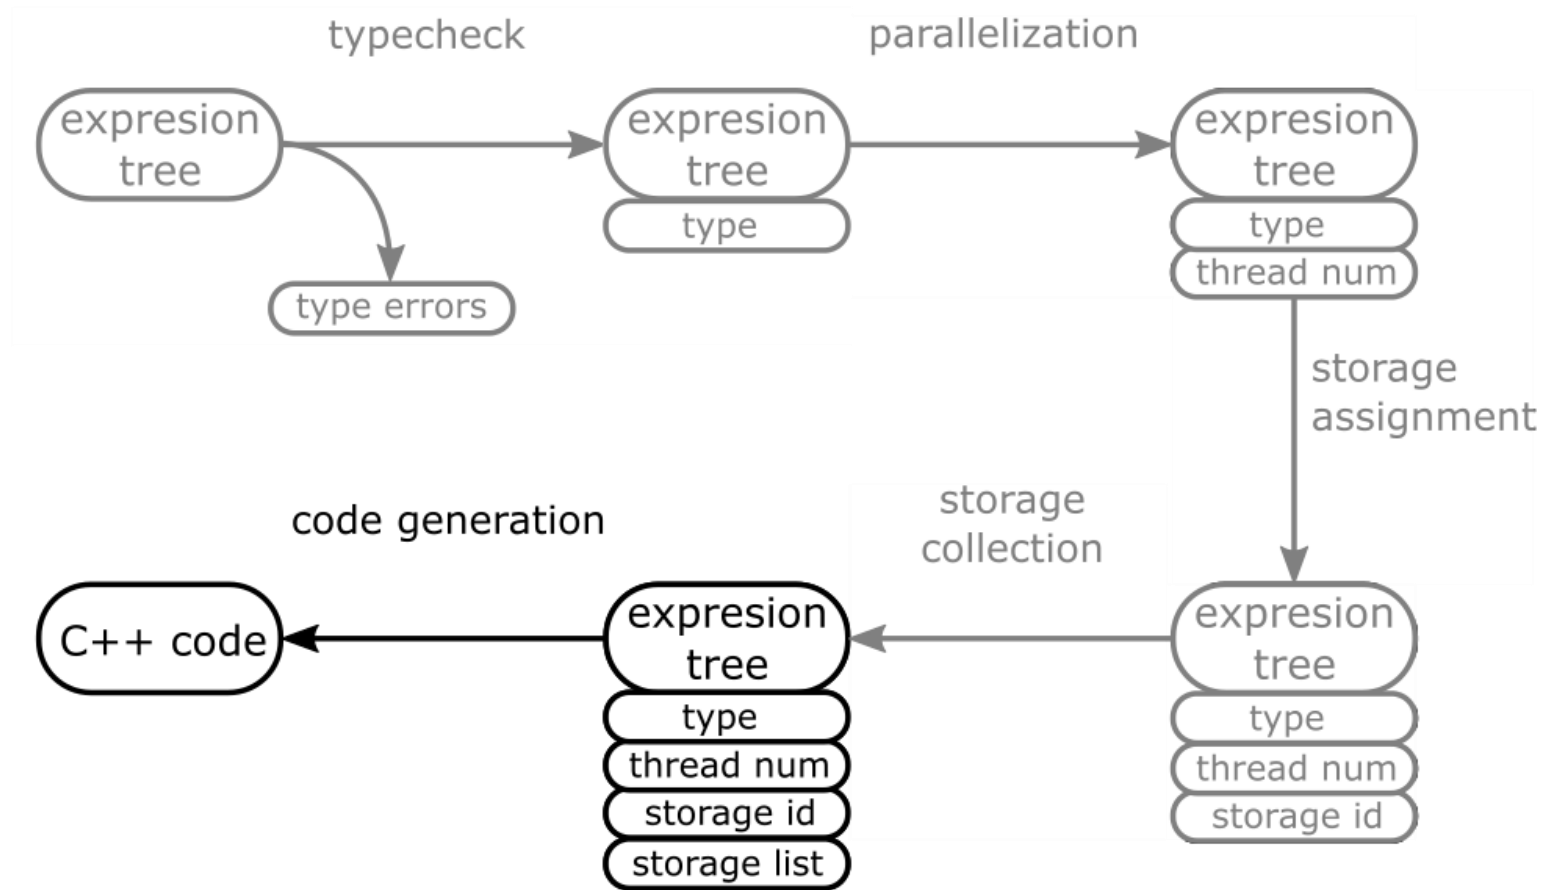 typecheck
parallelization
expresion
tree
expresion
tree
type
expresion
tree
type
thread num
type errors
storage
assignment
code generation
storage
collection
C++ code
expresion
tree
type
thread num
storage id
storage list
expresion
tree
type
thread num
storage id